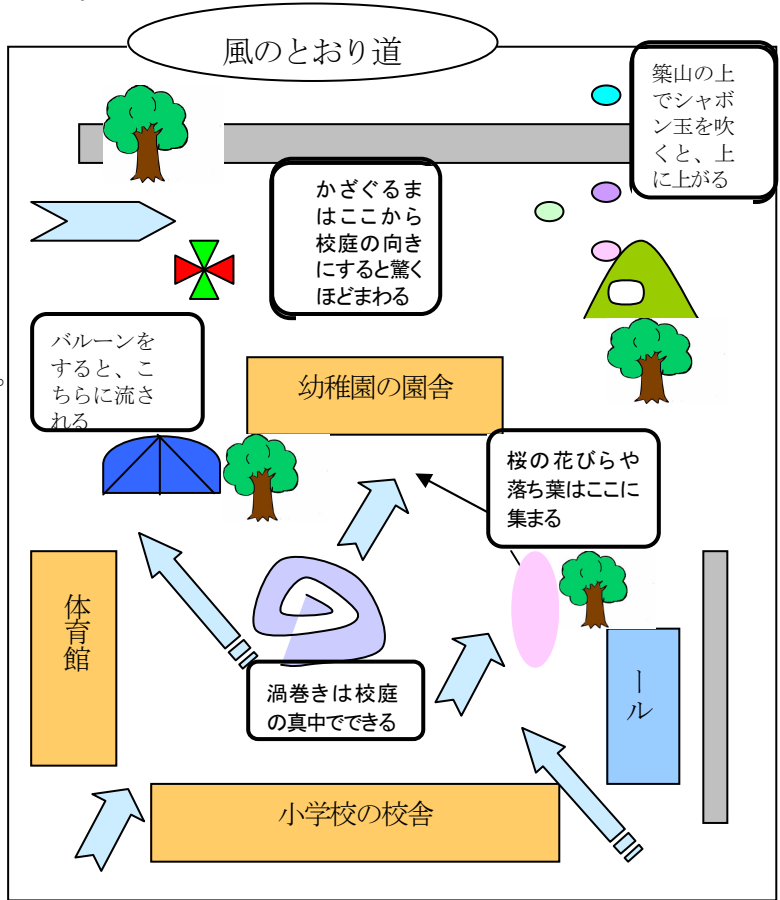 風のとおり道
築山の上
でシャボ
ン玉を吹
くと、上
に上がる
かざぐるま
はここから
校庭の向き
にすると驚く
ほどまわる
バルーンを
すると、こ
ちらに流さ
れる
。
幼稚園の園舎
桜の花びらや
落ち葉はここに
集まる
体育館
渦巻きは校庭
の真中でできる
ール
小学校の校舎